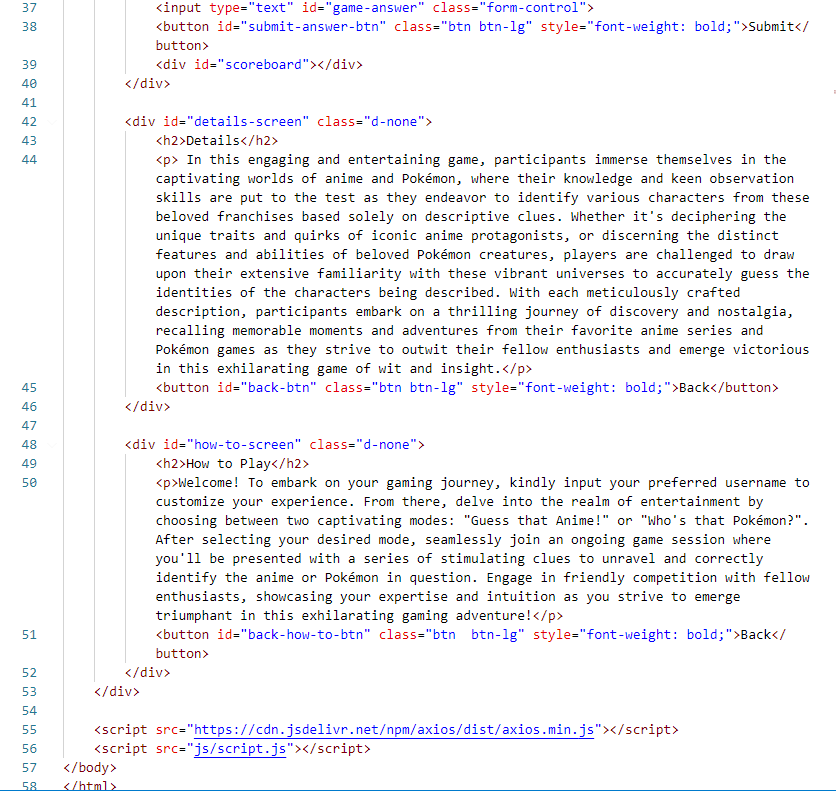 37 <input type="text" id="game-answer" class="form-control">
38 <button id="submit-answer-btn" class="btn btn-lg" style="font-weight: bold;">Submit</
button>
39 <div id="scoreboard"></div>
40 </div>
41
42 <div id="details-screen" class="d-none">
43 <h2>Details</h2>
44 <p> In this engaging and entertaining game, participants immerse themselves in the
captivating worlds of anime and Pokémon, where their knowledge and keen observation
skills are put to the test as they endeavor to identify various characters from these
beloved franchises based solely on descriptive clues. Whether it's deciphering the
unique traits and quirks of iconic anime protagonists, or discerning the distinct
features and abilities of beloved Pokémon creatures, players are challenged to draw
upon their extensive familiarity with these vibrant universes to accurately guess the
identities of the characters being described. With each meticulously crafted
description, participants embark on a thrilling journey of discovery and nostalgia,
recalling memorable moments and adventures from their favorite anime series and
Pokémon games as they strive to outwit their fellow enthusiasts and emerge victorious
in this exhilarating game of wit and insight.</p>
45 <button id="back-btn" class="btn btn-lg" style="font-weight: bold;">Back</button>
46 </div>
47
48 <div id="how-to-screen" class="d-none">
49 <h2>How to Play</h2>
50 <p>Welcome! To embark on your gaming journey, kindly input your preferred username to
customize your experience. From there, delve into the realm of entertainment by
choosing between two captivating modes: "Guess that Anime!" or "Who's that Pokémon?".
After selecting your desired mode, seamlessly join an ongoing game session where
you'll be presented with a series of stimulating clues to unravel and correctly
identify the anime or Pokémon in question. Engage in friendly competition with fellow
enthusiasts, showcasing your expertise and intuition as you strive to emerge
triumphant in this exhilarating gaming adventure!</p>
51 <button id="back-how-to-btn" class="btn  btn-lg" style="font-weight: bold;">Back</
button>
52 </div>
53 </div>
54
55 <script src="https://cdn.jsdelivr.net/npm/axios/dist/axios.min.js"></script>
56 <script src="js/script.js"></script>
57 </body>
58 </html>